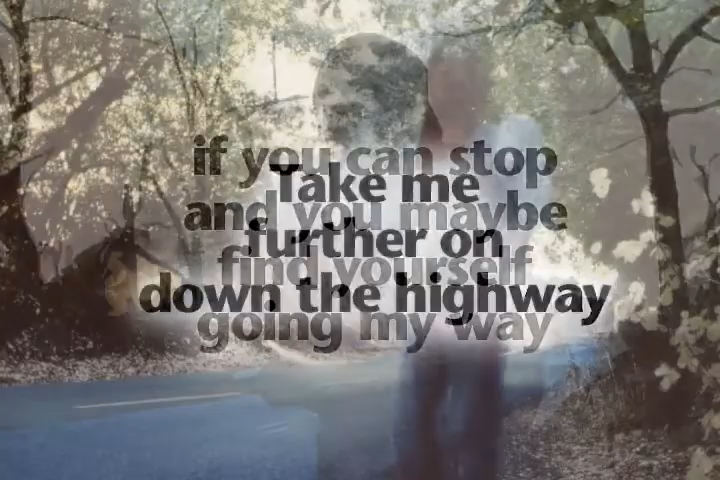 if you can stop
and you maybe
find yourself
going my way
Take me
further on
down the highway